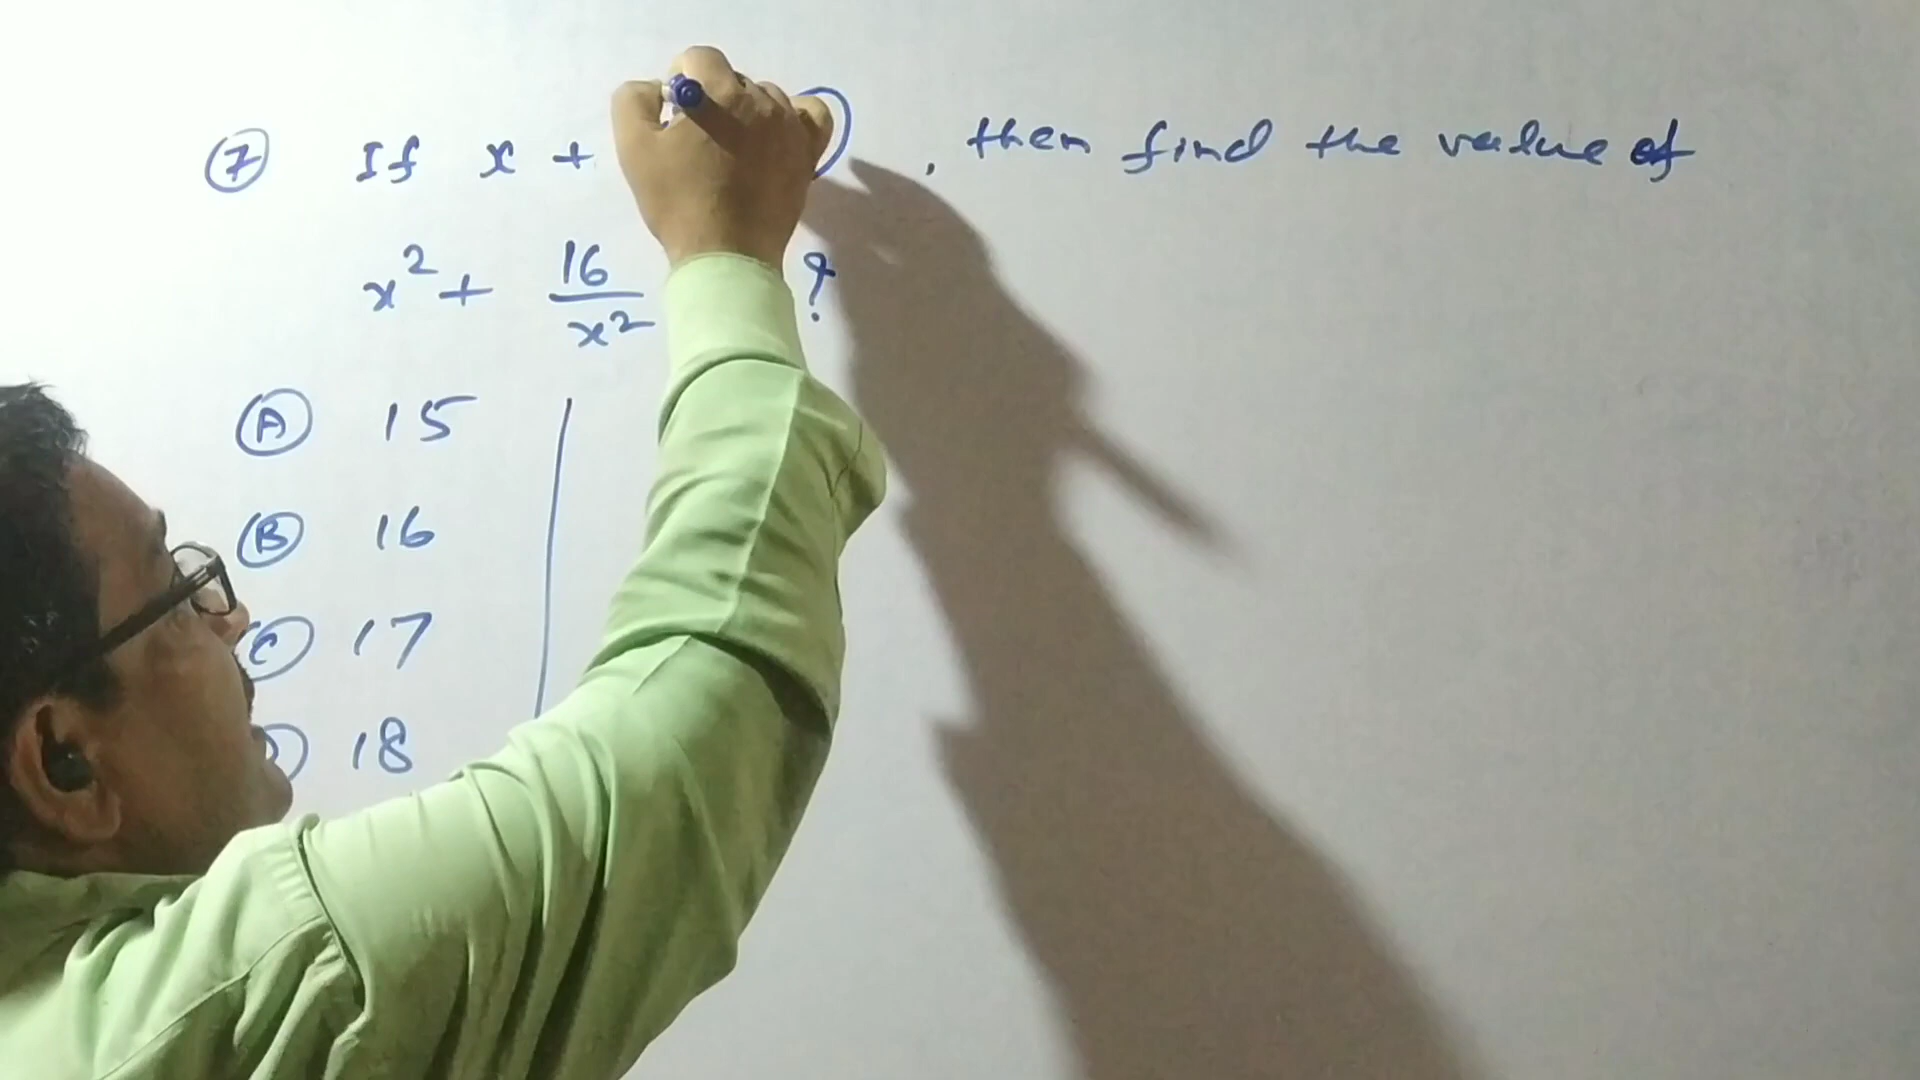 7 If x + , then find the value of
x² + 16/x² ?
A 15
B 16
C 17
18